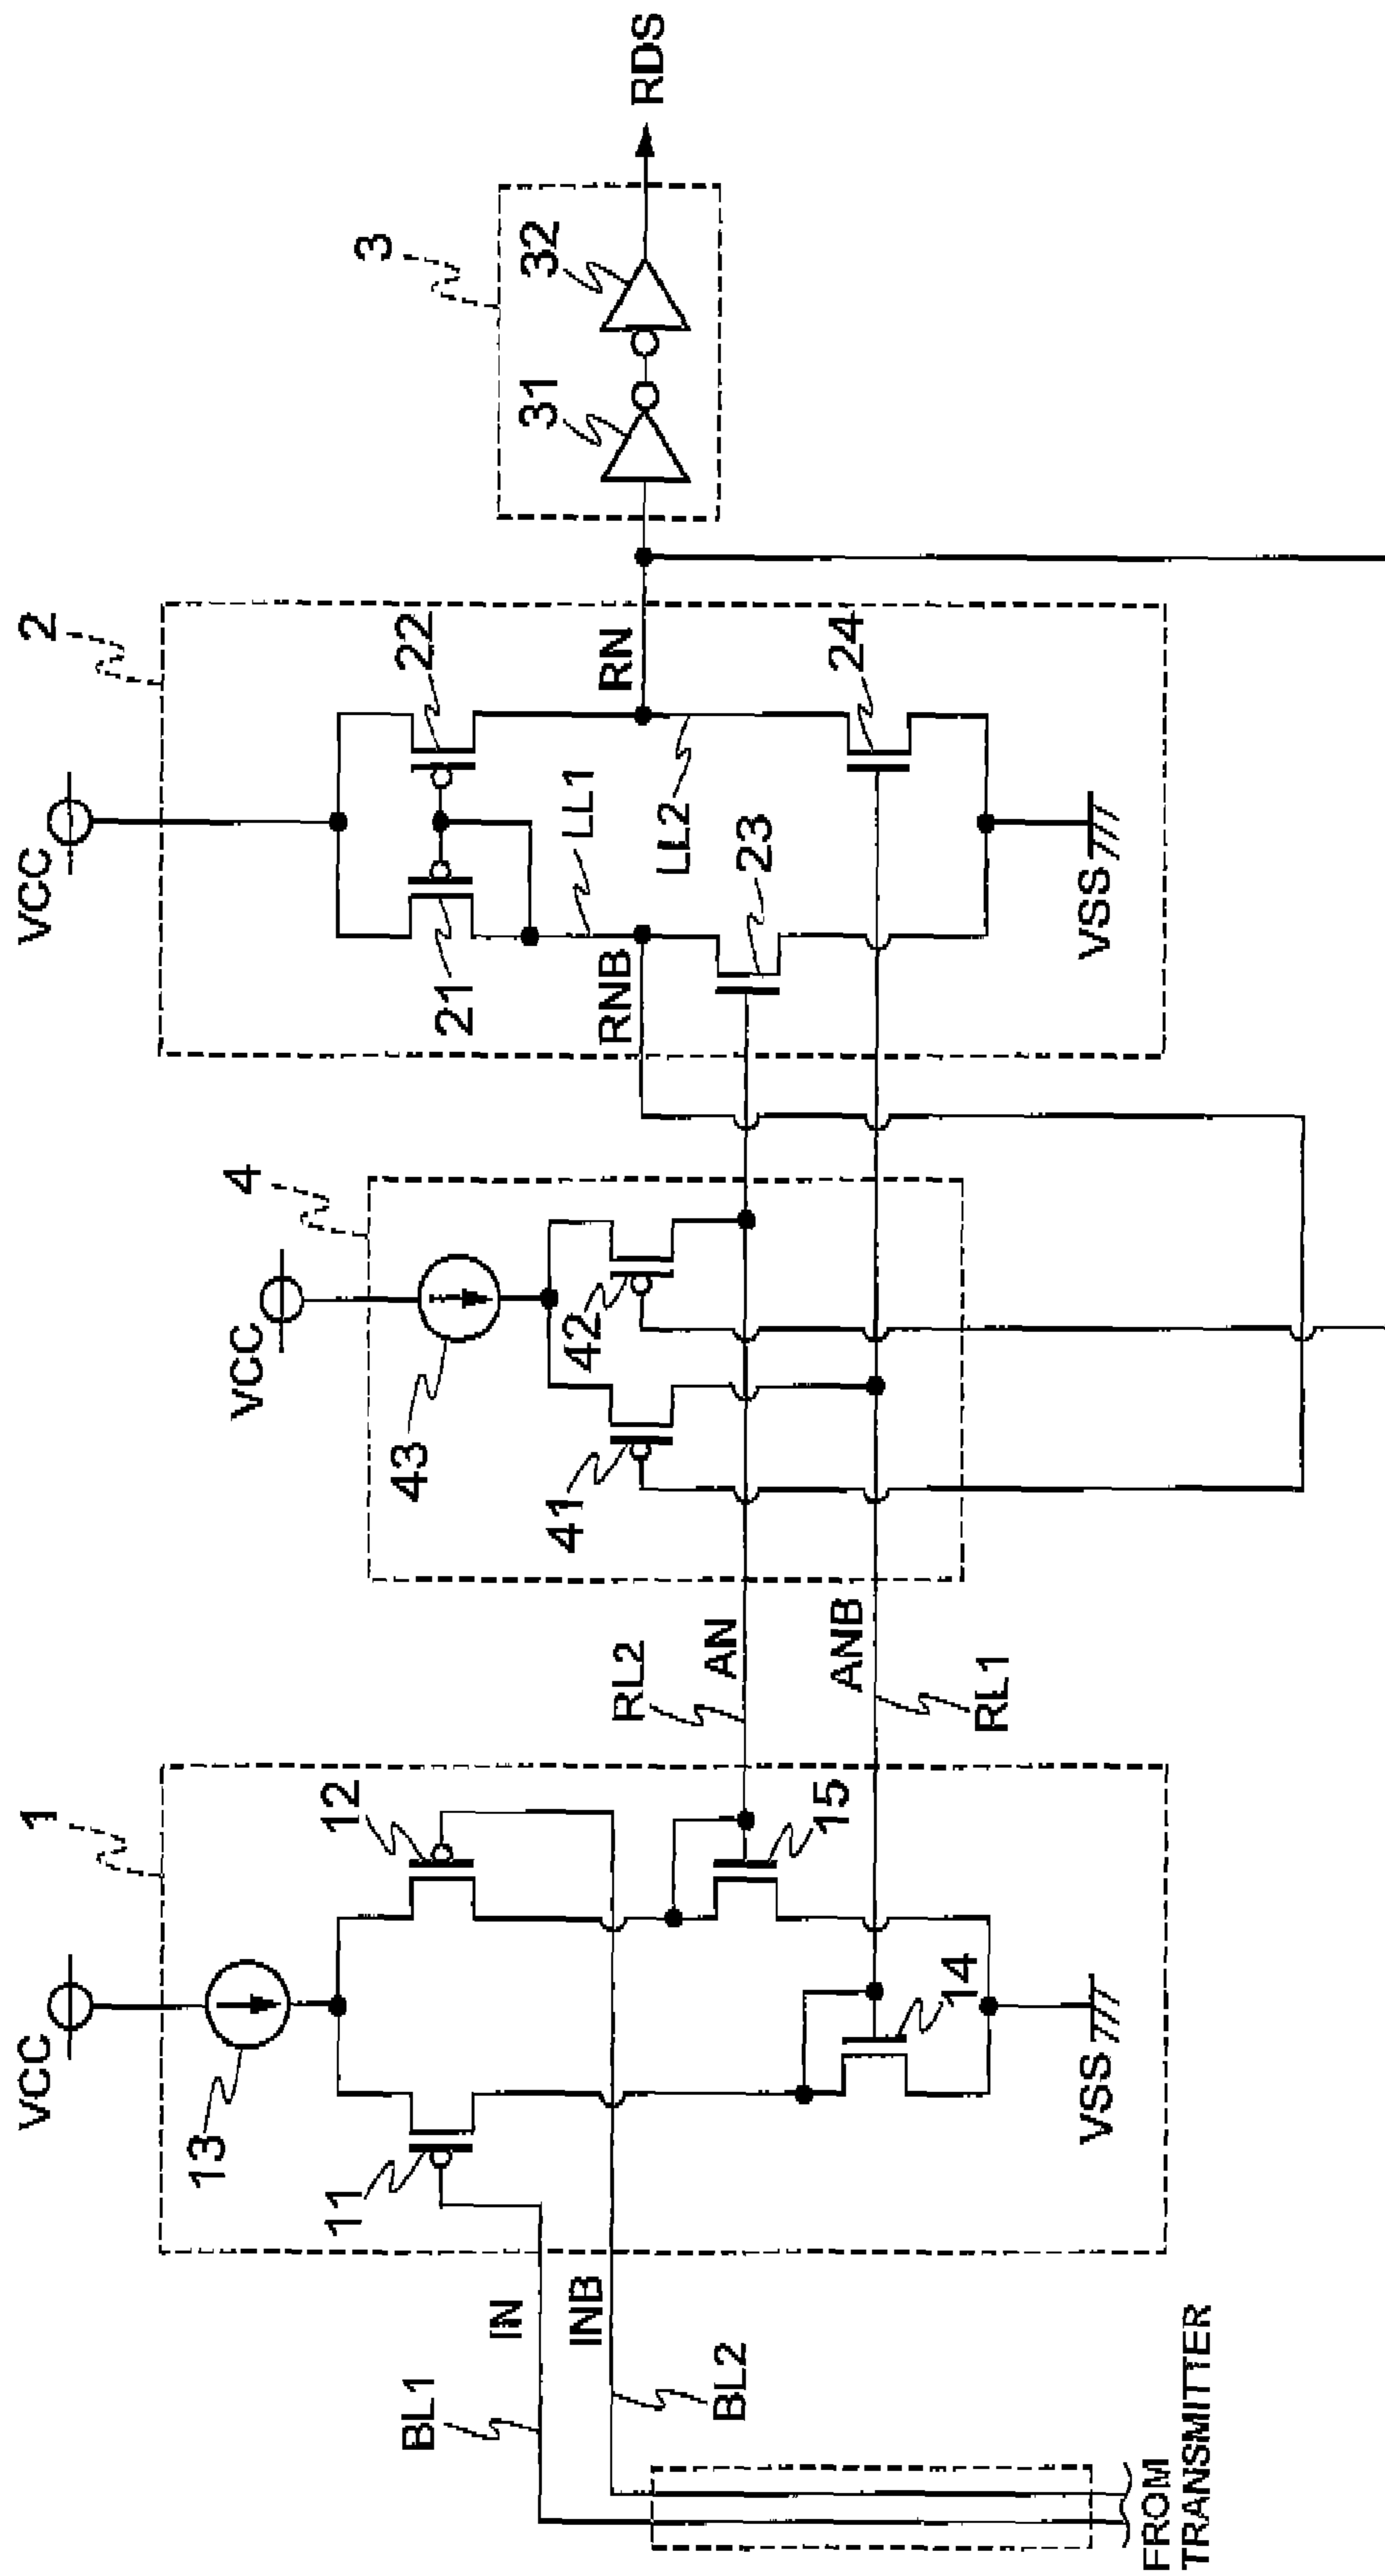 VCC
1
13
11
12
15
14
VSS
IN
INB
BL1
BL2
FROM
TRANSMITTER
RL2
AN
ANB
RL1
VCC
4
43
41
42
VCC
2
21
22
LL1
RNB
RN
LL2
23
24
VSS
3
31
32
RDS